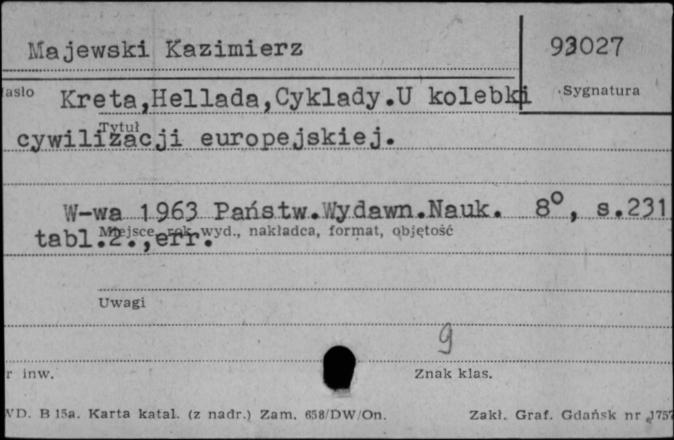 Majewski Kazimierz 93027
asło Kreta,Hellada,Cyklady.U kolebki Sygnatura
Tytuł
cywilizacji europejskiej.
W-wa 1963 Państw.Wydawn.Nauk. 8°, s.231
tabl.2.,err.
Miejsce, rok wyd., nakładca, format, objętość
Uwagi
9
r inw. Znak klas.
WD. B 15a. Karta katal. (z nadr.) Zam. 658/DW/On. Zakł. Graf. Gdańsk nr 1757